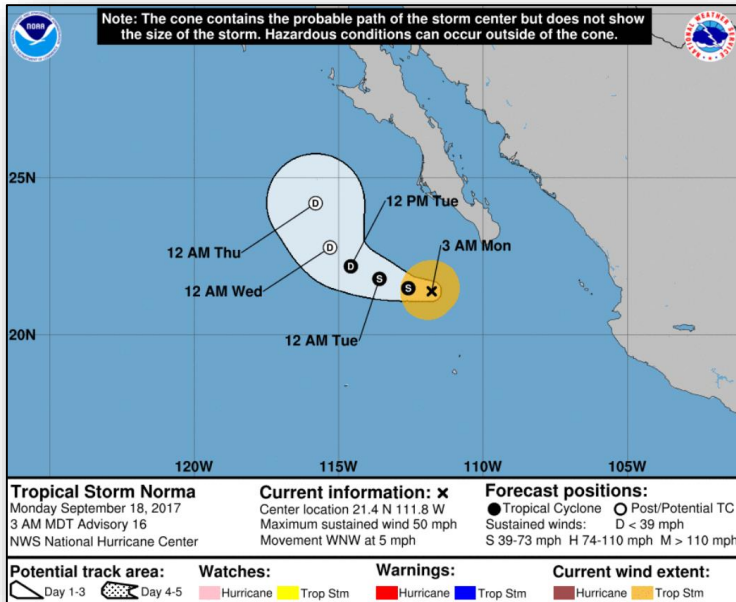 Note: The cone contains the probable path of the storm center but does not show
the size of the storm. Hazardous conditions can occur outside of the cone.
NOAA
NATIONAL WEATHER SERVICE
25N
12 PM Tue
D
3 AM Mon
12 AM Thu
D
D
12 AM Wed
S
S
20N
12 AM Tue
120W 115W 110W 105W
Tropical Storm Norma
Monday September 18, 2017
3 AM MDT Advisory 16
NWS National Hurricane Center
Current information: ×
Center location 21.4 N 111.8 W
Maximum sustained wind 50 mph
Movement WNW at 5 mph
Forecast positions:
● Tropical Cyclone ○ Post/Potential TC
Sustained winds: D < 39 mph
S 39-73 mph H 74-110 mph M > 110 mph
Potential track area:
Day 1-3 Day 4-5
Watches:
Hurricane Trop Stm
Warnings:
Hurricane Trop Stm
Current wind extent:
Hurricane Trop Stm